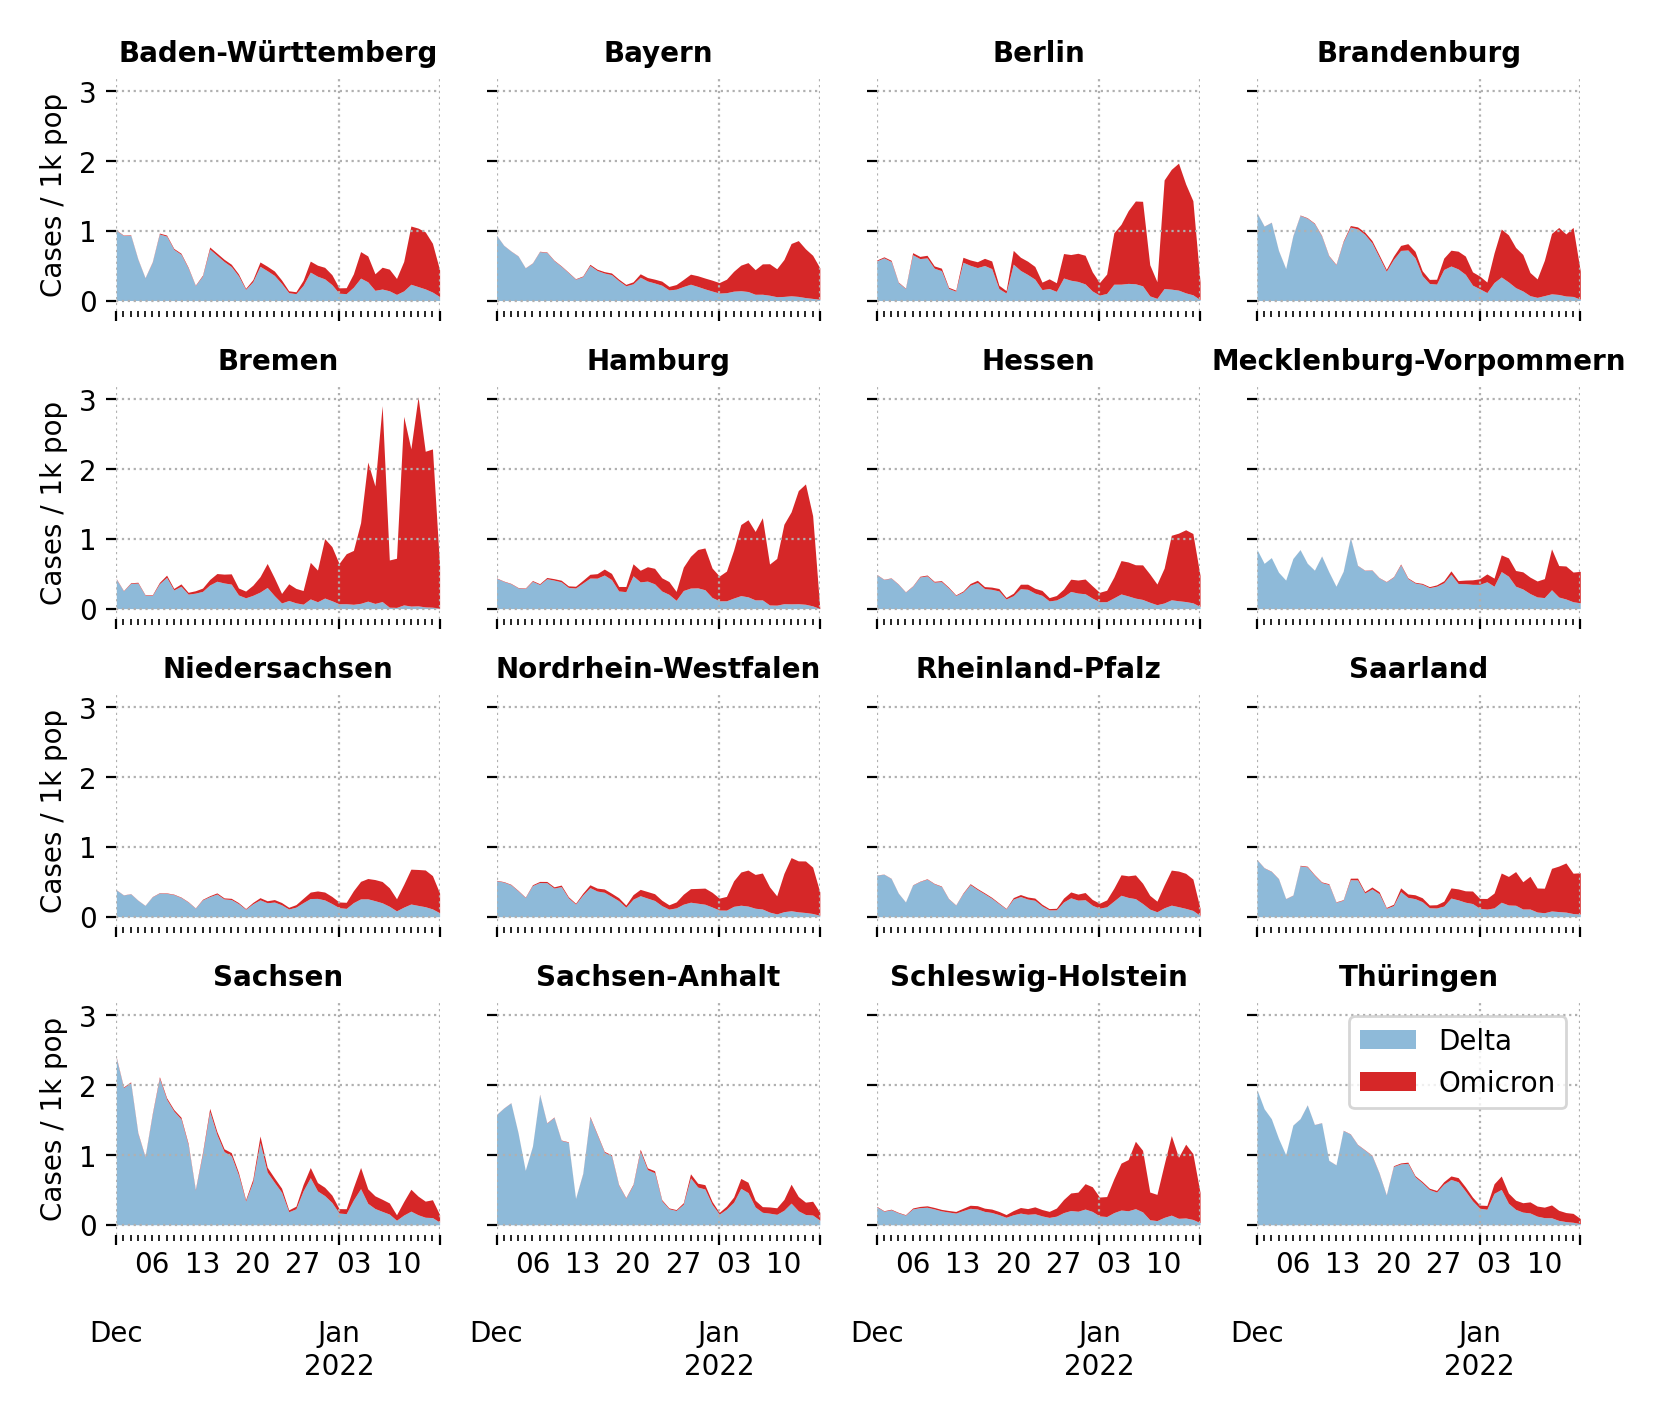 Baden-Württemberg Bayern Berlin Brandenburg
3
2
1
0
Cases / 1k pop
Bremen Hamburg Hessen Mecklenburg-Vorpommern
3
2
1
0
Cases / 1k pop
Niedersachsen Nordrhein-Westfalen Rheinland-Pfalz Saarland
3
2
1
0
Cases / 1k pop
Sachsen Sachsen-Anhalt Schleswig-Holstein Thüringen
3
2
1
0
Cases / 1k pop
Delta
Omicron
06 13 20 27 03 10 06 13 20 27 03 10 06 13 20 27 03 10 06 13 20 27 03 10
Dec Jan Dec Jan Dec Jan Dec Jan
2022 2022 2022 2022